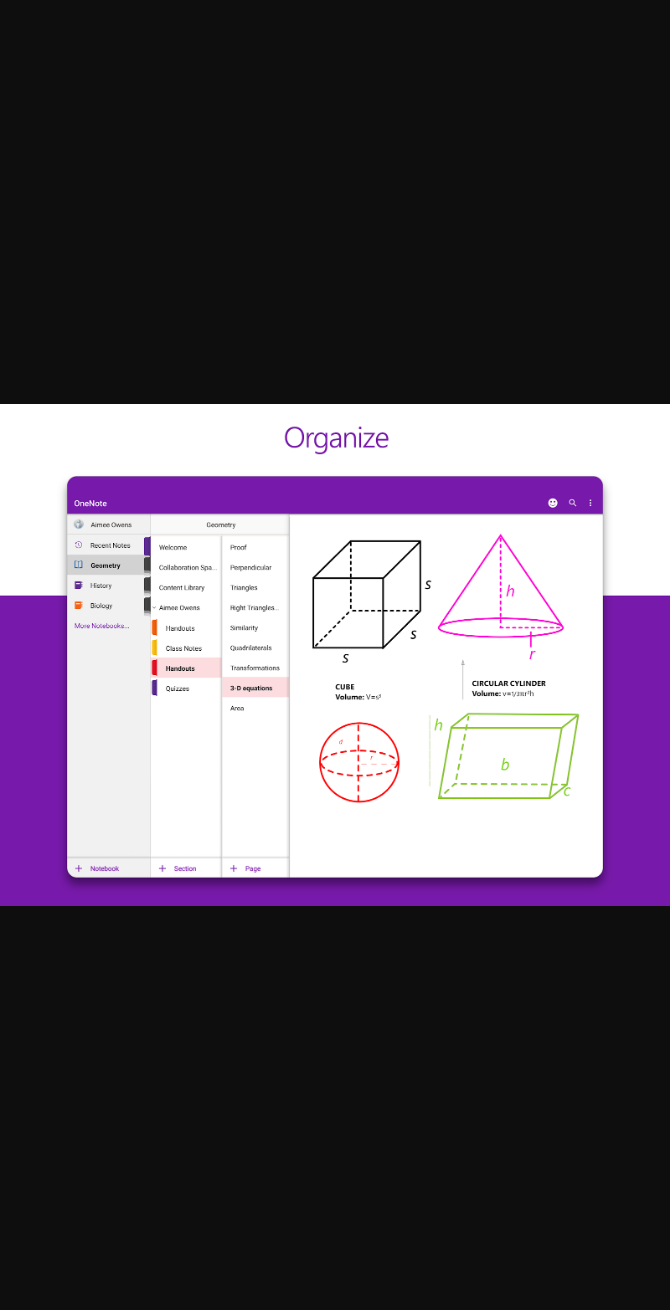 Organize
OneNote
Aimee Owens
Recent Notes
Geometry
History
Biology
More Notebooks...
Notebook
Geometry
Welcome
Collaboration Spa...
Content Library
Aimee Owens
Handouts
Class Notes
Handouts
Quizzes
Section
Proof
Perpendicular
Triangles
Right Triangles...
Similarity
Quadrilaterals
Transformations
3-D equations
Area
Page
S
S
S
h
r
CUBE
Volume: V=s³
CIRCULAR CYLINDER
Volume: v=1/3πr²h
d
r
h
b
c